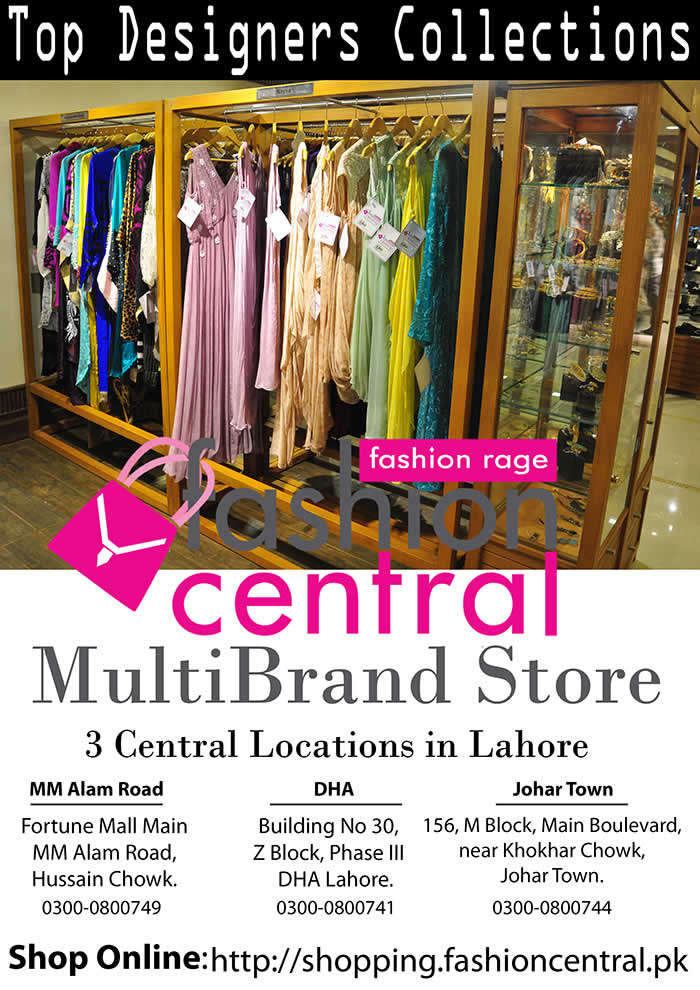 Top Designers Collections
fashion rage
fashion
central
MultiBrand Store
3 Central Locations in Lahore
MM Alam Road
Fortune Mall Main
MM Alam Road,
Hussain Chowk.
0300-0800749
DHA
Building No 30,
Z Block, Phase III
DHA Lahore.
0300-0800741
Johar Town
156, M Block, Main Boulevard,
near Khokhar Chowk,
Johar Town.
0300-0800744
Shop Online:http://shopping.fashioncentral.pk